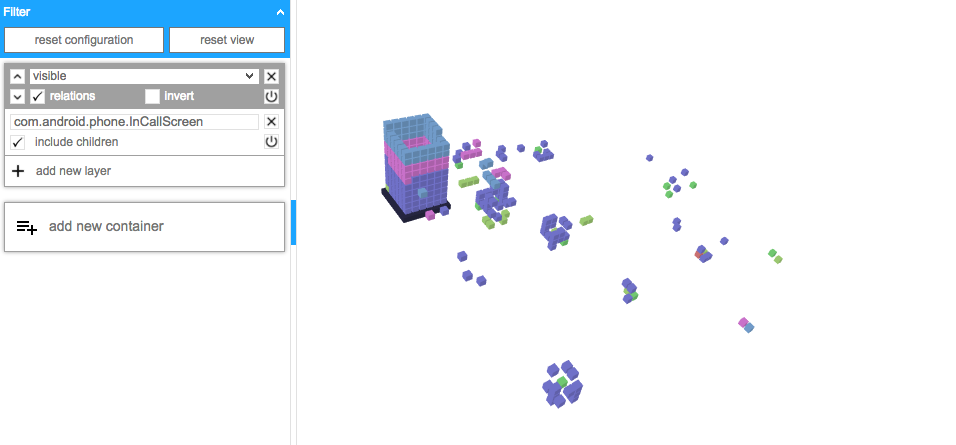 Filter
reset configuration
reset view
visible
relations
invert
com.android.phone.InCallScreen
include children
add new layer
add new container